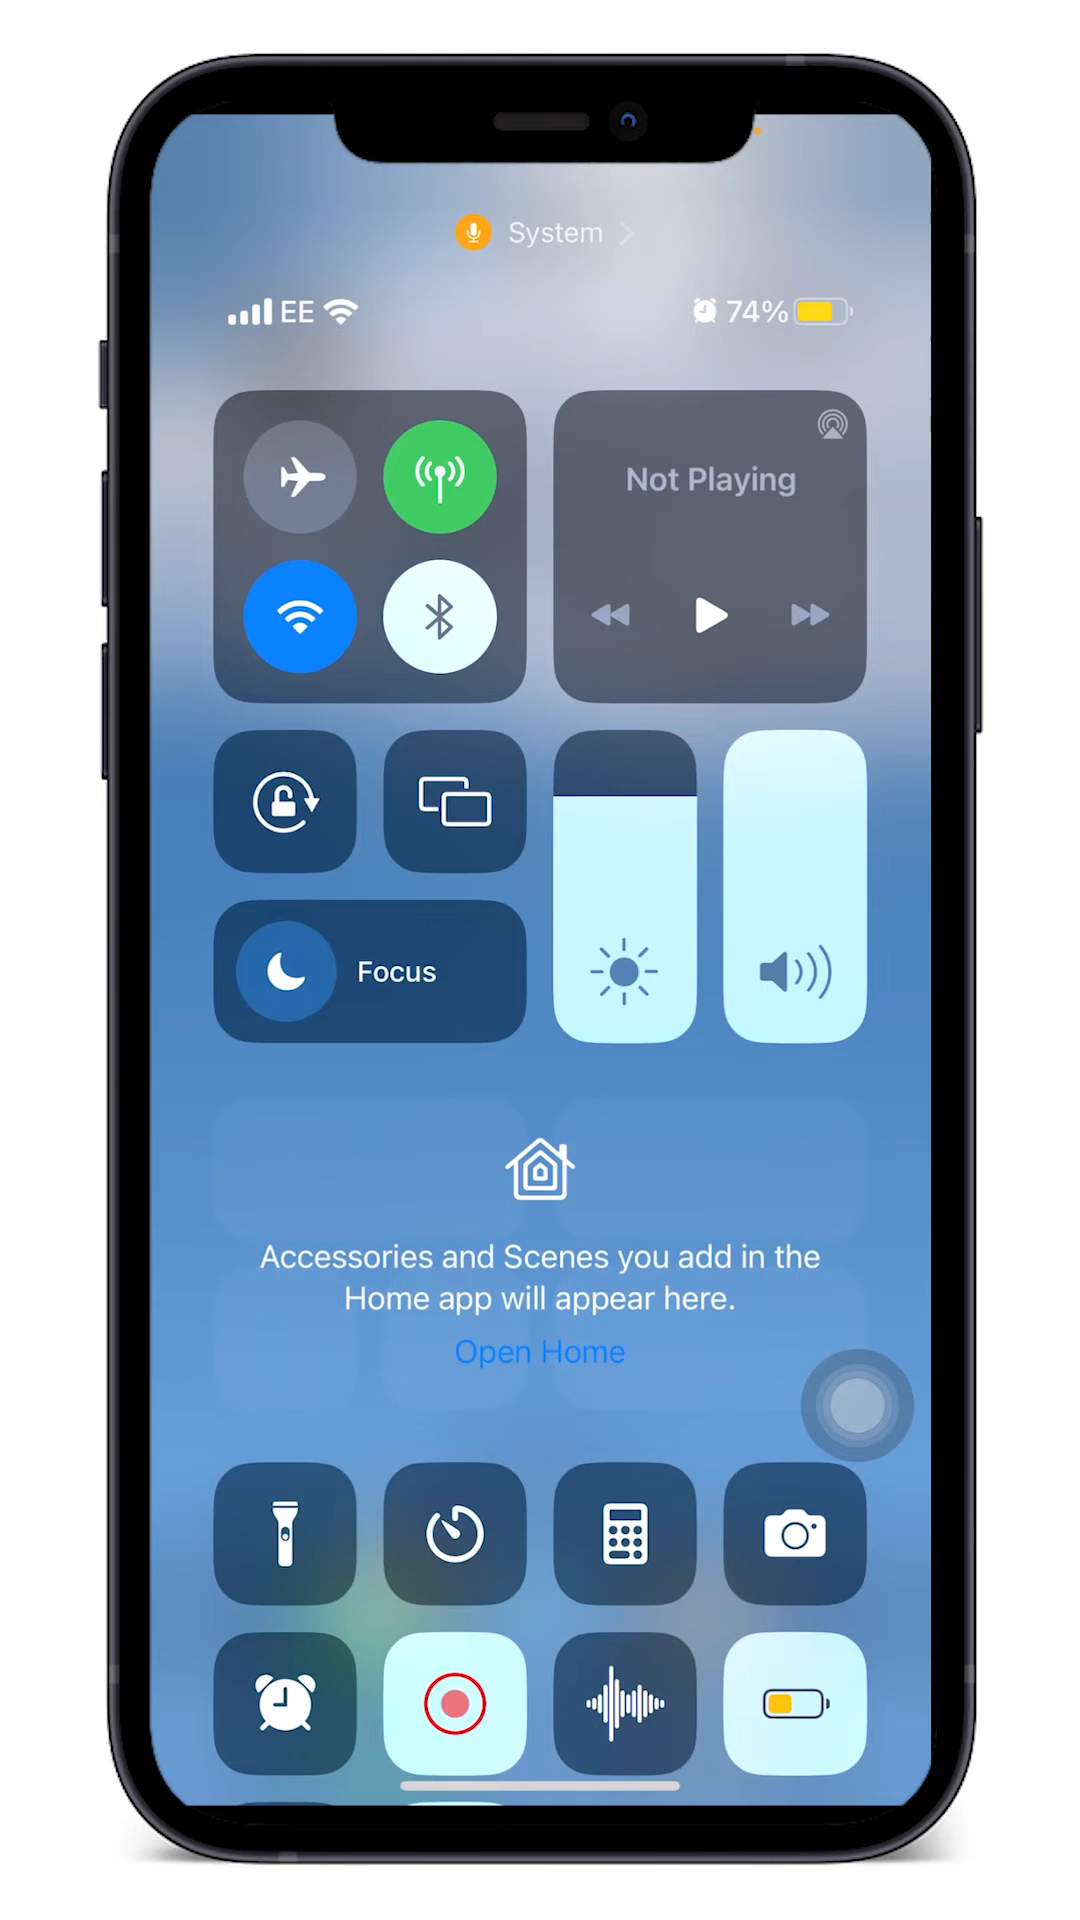 System
EE
74%
Not Playing
Focus
Accessories and Scenes you add in the
Home app will appear here.
Open Home